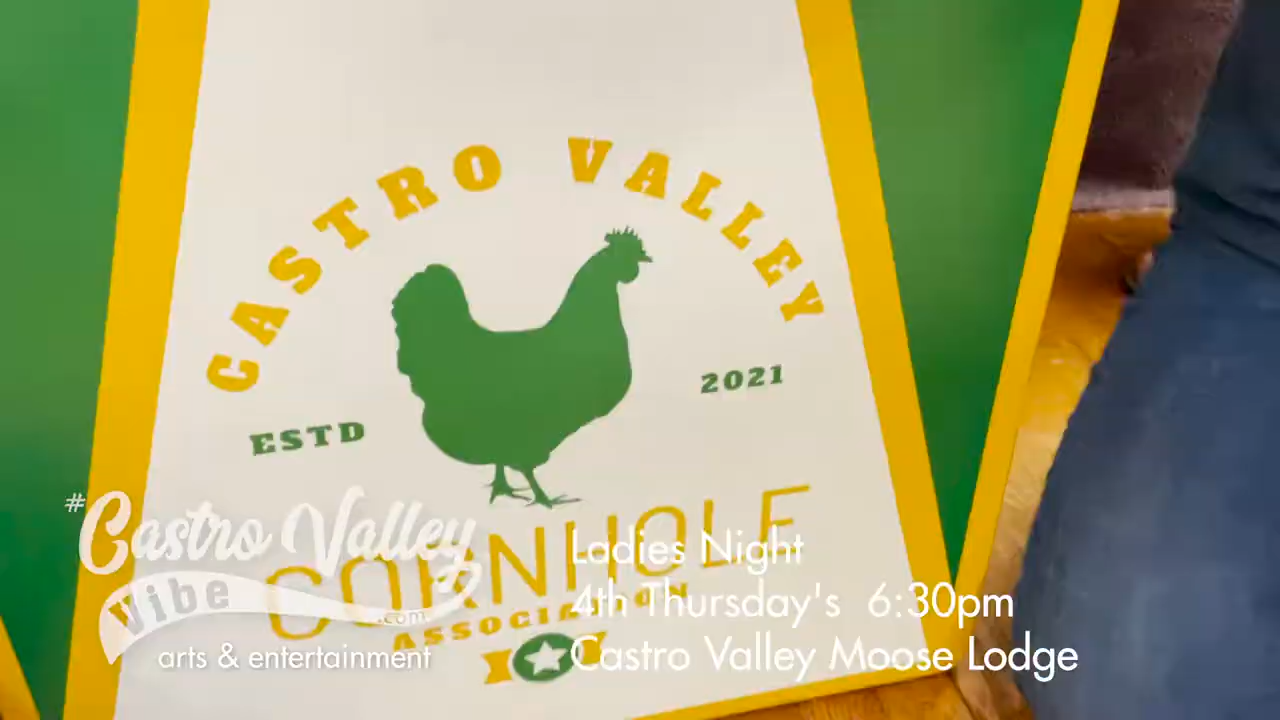 CASTRO VALLEY
ESTD 2021
CORNHOLE
ASSOCIATION
#Castro Valley
Vibe
.com
arts & entertainment
Ladies Night
4th Thursday's 6:30pm
Castro Valley Moose Lodge